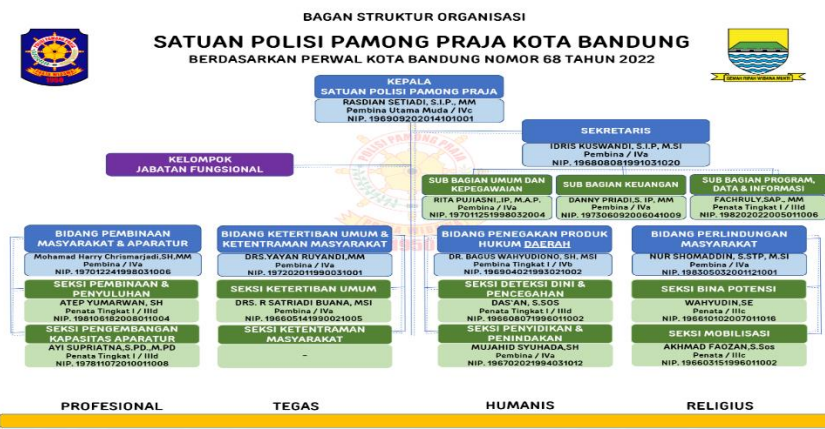 BAGAN STRUKTUR ORGANISASI
SATUAN POLISI PAMONG PRAJA KOTA BANDUNG
BERDASARKAN PERWAL KOTA BANDUNG NOMOR 68 TAHUN 2022
KEPALA
SATUAN POLISI PAMONG PRAJA
RASDIAN SETIADI, S.I.P., MM
Pembina Utama Muda / IVc
NIP. 196909202014101001
SEKRETARIS
IDRIS KUSWANDI, S.I.P, M.SI
Pembina / IVa
NIP. 196808081991031020
KELOMPOK
JABATAN FUNGSIONAL
SUB BAGIAN UMUM DAN
KEPEGAWAIAN
RITA PUJIASNI,.IP, M.A.P.
Pembina / IVa
NIP. 197011251998032004
SUB BAGIAN KEUANGAN
DANNY PRIADI,S. IP, MM
Pembina / IVa
NIP. 197306092006041009
SUB BAGIAN PROGRAM,
DATA & INFORMASI
FACHRULY,SAP., MM
Penata Tingkat I / IIId
NIP. 198202022005011006
BIDANG PEMBINAAN
MASYARAKAT & APARATUR
Mohamad Harry Chrismarjadi,SH,MM
Pembina / IVa
NIP. 197012241998031006
SEKSI PEMBINAAN &
PENYULUHAN
ATEP YUMARWAN, SH
Penata Tingkat I / IIId
NIP. 198106182008011004
SEKSI PENGEMBANGAN
KAPASITAS APARATUR
AYI SUPRIATNA,S.PD.,M.PD
Penata Tingkat I / IIId
NIP. 197811072010011008
BIDANG KETERTIBAN UMUM &
KETENTRAMAN MASYARAKAT
DRS.YAYAN RUYANDI,MM
Pembina / IVa
NIP. 197202011990031001
SEKSI KETERTIBAN UMUM
DRS. R SATRIADI BUANA, MSI
Pembina / IVa
NIP. 196605141990021005
SEKSI KETENTRAMAN
MASYARAKAT
-
BIDANG PENEGAKAN PRODUK
HUKUM DAERAH
DR. BAGUS WAHYUDIONO, SH, MSI
Pembina Tingkat I / IVb
NIP. 196904021993021002
SEKSI DETEKSI DINI &
PENCEGAHAN
DAS'AN, S.SOS
Penata Tingkat I / IIId
NIP. 196808071996011002
SEKSI PENYIDIKAN &
PENINDAKAN
MUJAHID SYUHADA,SH
Pembina / IVa
NIP. 196702021994031012
BIDANG PERLINDUNGAN
MASYARAKAT
NUR SHOMADDIN, S.STP, M.SI
Pembina / IVa
NIP. 198305032001121001
SEKSI BINA POTENSI
WAHYUDIN,SE
Penata / IIIc
NIP. 196610102007011016
SEKSI MOBILISASI
AKHMAD FAOZAN,S.Sos
Penata / IIIc
NIP. 196603151996011002
PROFESIONAL
TEGAS
HUMANIS
RELIGIUS